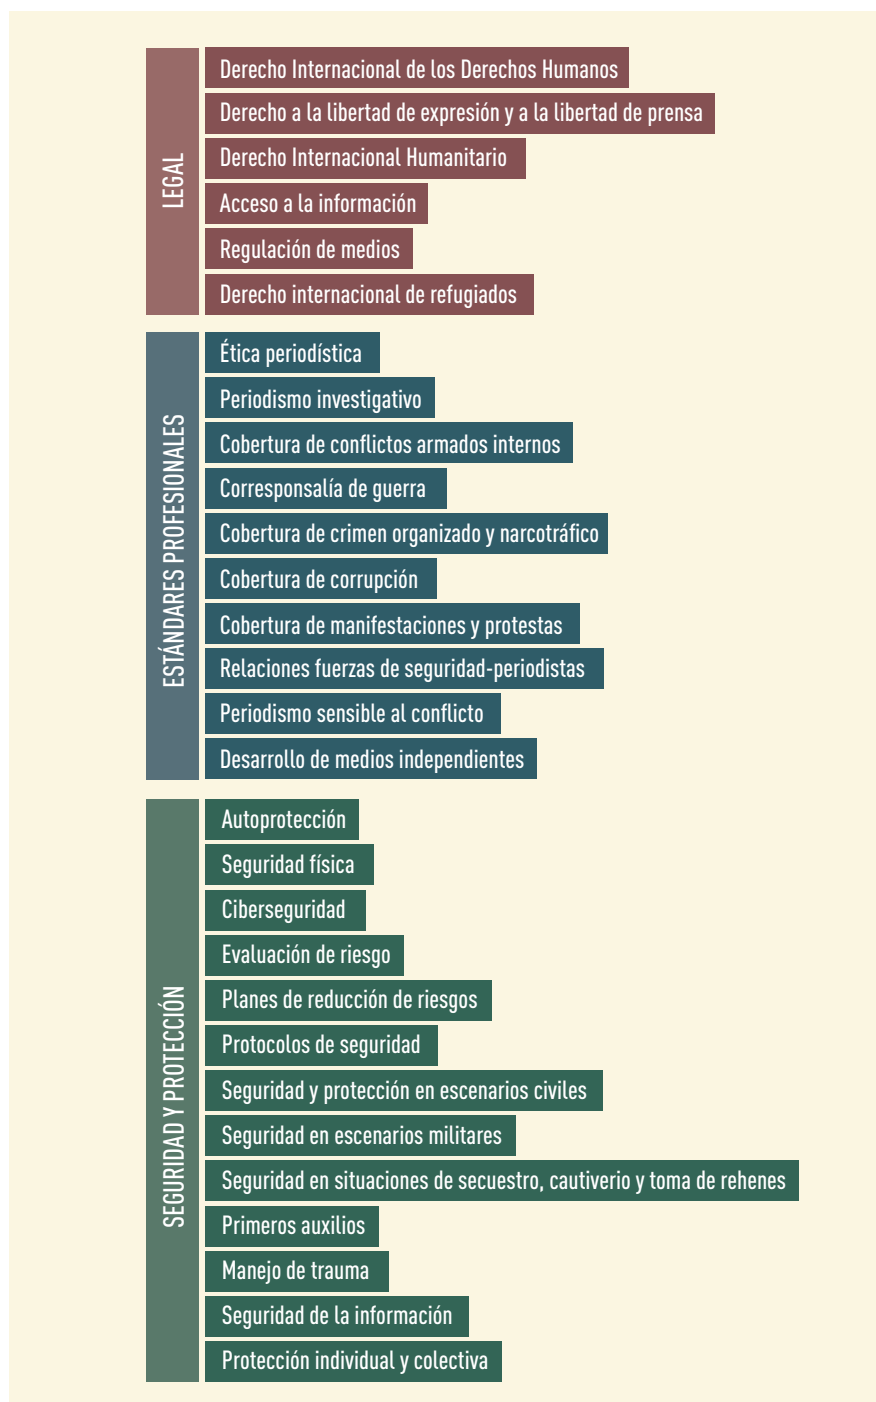 LEGAL
Derecho Internacional de los Derechos Humanos
Derecho a la libertad de expresión y a la libertad de prensa
Derecho Internacional Humanitario
Acceso a la información
Regulación de medios
Derecho internacional de refugiados
ESTÁNDARES PROFESIONALES
Ética periodística
Periodismo investigativo
Cobertura de conflictos armados internos
Corresponsalía de guerra
Cobertura de crimen organizado y narcotráfico
Cobertura de corrupción
Cobertura de manifestaciones y protestas
Relaciones fuerzas de seguridad-periodistas
Periodismo sensible al conflicto
Desarrollo de medios independientes
SEGURIDAD Y PROTECCIÓN
Autoprotección
Seguridad física
Ciberseguridad
Evaluación de riesgo
Planes de reducción de riesgos
Protocolos de seguridad
Seguridad y protección en escenarios civiles
Seguridad en escenarios militares
Seguridad en situaciones de secuestro, cautiverio y toma de rehenes
Primeros auxilios
Manejo de trauma
Seguridad de la información
Protección individual y colectiva